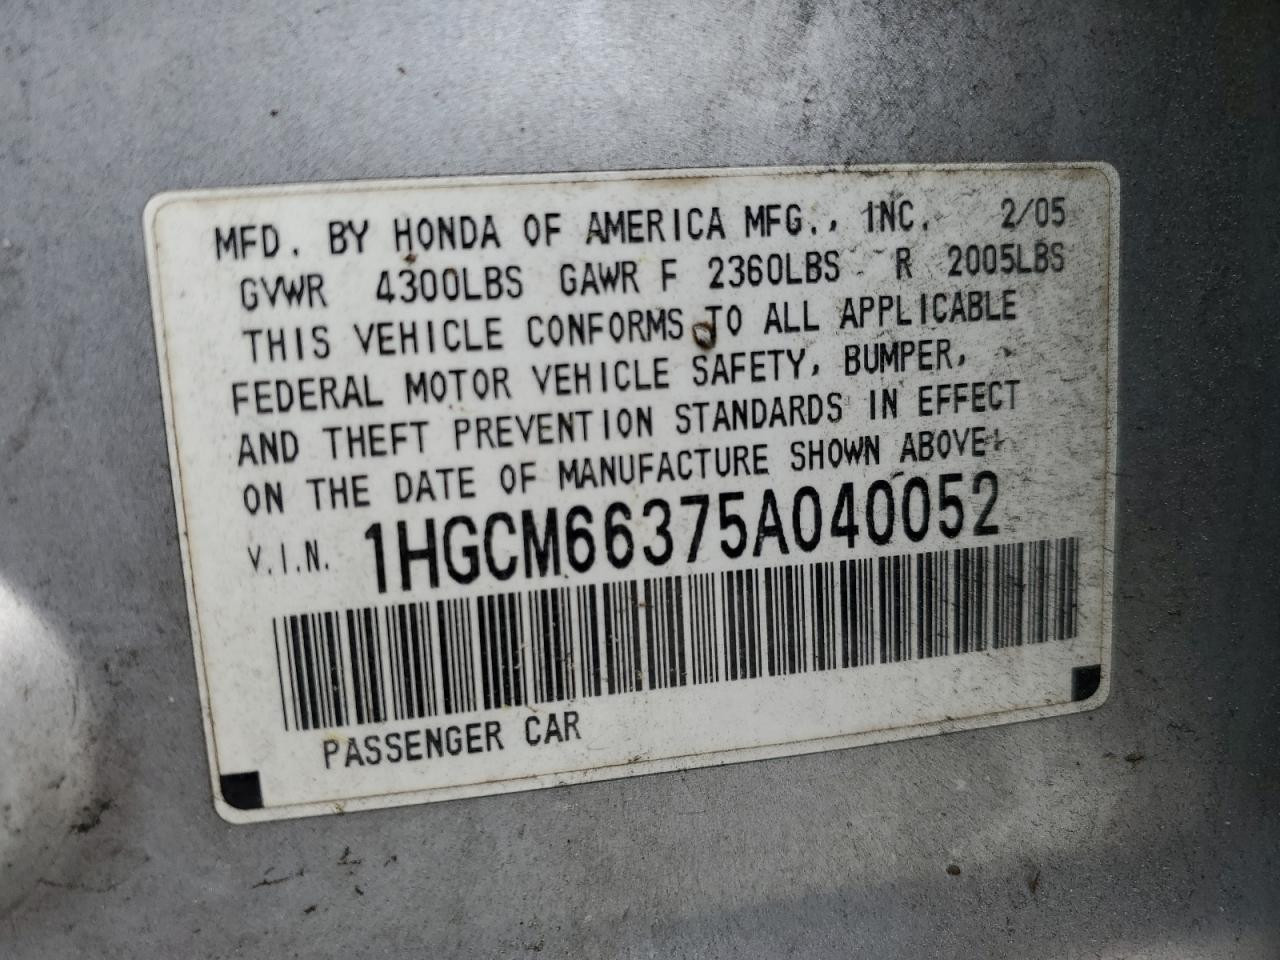 MFD. BY HONDA OF AMERICA MFG., INC. 2/05
GVWR 4300LBS GAWR F 2360LBS R 2005LBS
THIS VEHICLE CONFORMS TO ALL APPLICABLE
FEDERAL MOTOR VEHICLE SAFETY, BUMPER,
AND THEFT PREVENTION STANDARDS IN EFFECT
ON THE DATE OF MANUFACTURE SHOWN ABOVE.
V.I.N. 1HGCM66375A040052
PASSENGER CAR